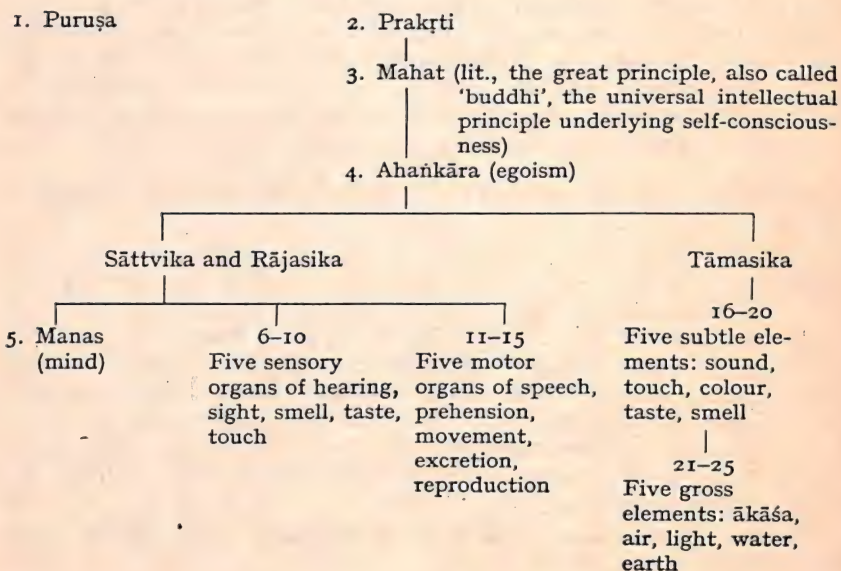 1. Puruṣa
2. Prakṛti
3. Mahat (lit., the great principle, also called
'buddhi', the universal intellectual
principle underlying self-conscious-
ness)
4. Ahaṅkāra (egoism)
Sāttvika and Rājasika
Tāmasika
5. Manas
(mind)
6–10
Five sensory
organs of hearing,
sight, smell, taste,
touch
11–15
Five motor
organs of speech,
prehension,
movement,
excretion,
reproduction
16–20
Five subtle ele-
ments: sound,
touch, colour,
taste, smell
21–25
Five gross
elements: ākāśa,
air, light, water,
earth